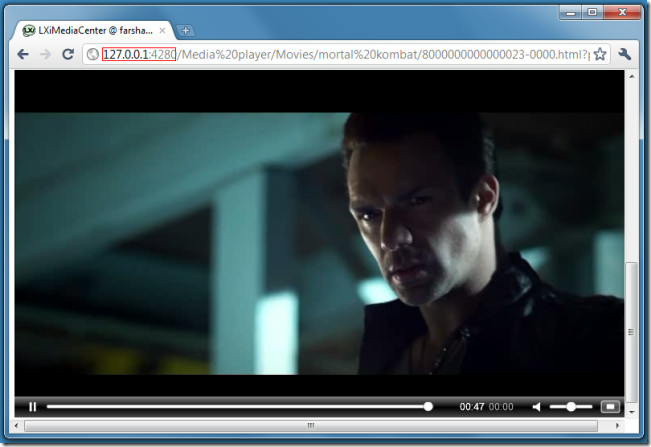 LXiMediaCenter @ farsha...
127.0.0.1:4280/Media%20player/Movies/mortal%20kombat/8000000000000023-0000.html?p
00:47 00:00